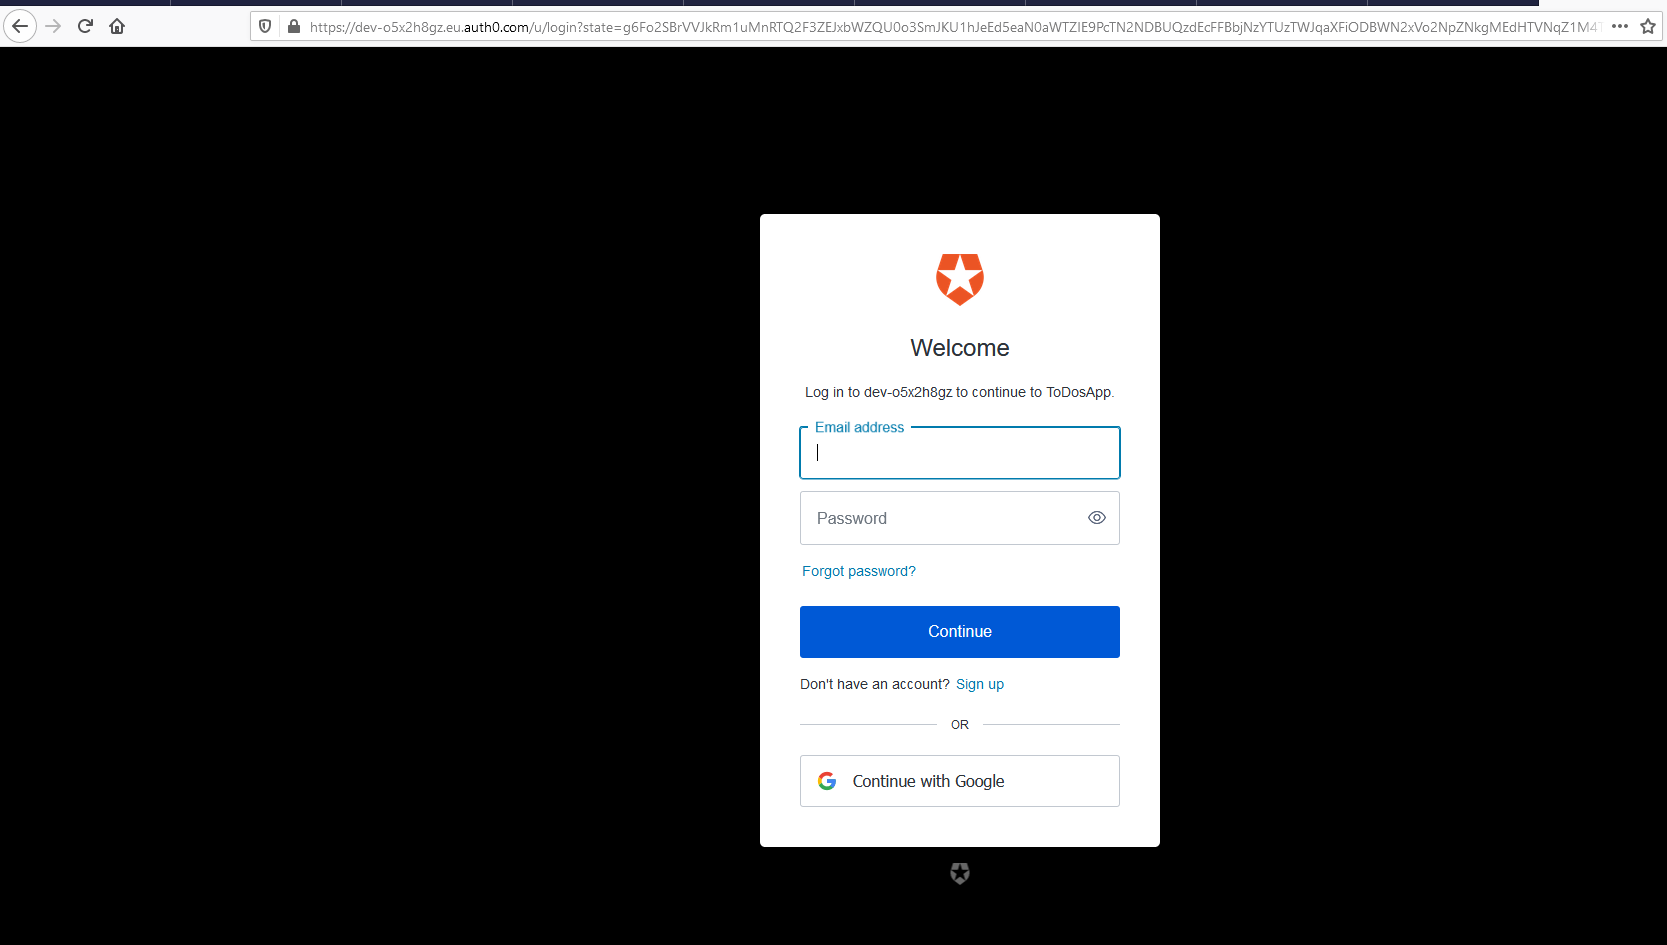 https://dev-o5x2h8gz.eu.auth0.com/u/login?state=g6Fo2SBrVVJkRm1uMnRTQ2F3ZEJxbWZQU0o3SmJKU1hJeEd5eaN0aWTZIE9PcTN2NDBUQzdEcFFBbjNzYTUzTWJqaXFiODBWN2xVo2NpZNkgMEdHTVNqZ1M4T
Welcome
Log in to dev-o5x2h8gz to continue to ToDosApp.
Email address
Password
Forgot password?
Continue
Don't have an account? Sign up
OR
Continue with Google